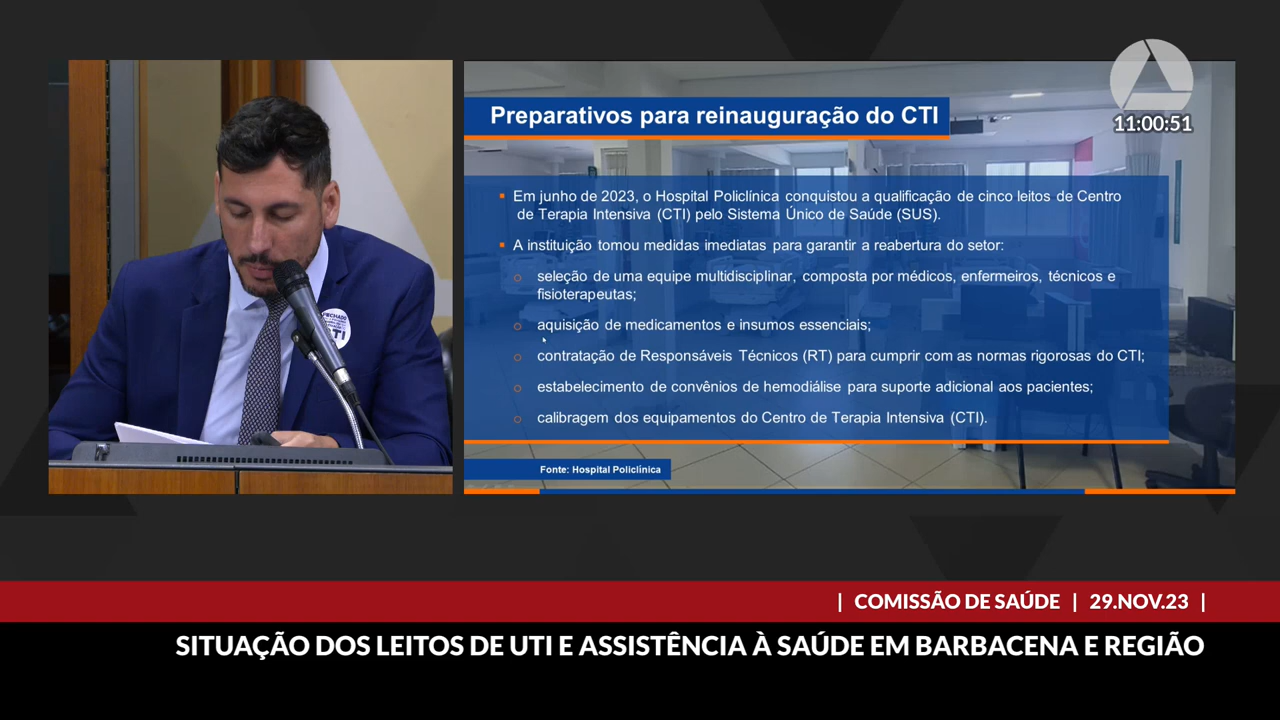 11:00:51
Preparativos para reinauguração do CTI
Em junho de 2023, o Hospital Policlínica conquistou a qualificação de cinco leitos de Centro
de Terapia Intensiva (CTI) pelo Sistema Único de Saúde (SUS).
A instituição tomou medidas imediatas para garantir a reabertura do setor:
seleção de uma equipe multidisciplinar, composta por médicos, enfermeiros, técnicos e
fisioterapeutas;
aquisição de medicamentos e insumos essenciais;
contratação de Responsáveis Técnicos (RT) para cumprir com as normas rigorosas do CTI;
estabelecimento de convênios de hemodiálise para suporte adicional aos pacientes;
calibragem dos equipamentos do Centro de Terapia Intensiva (CTI).
Fonte: Hospital Policlínica
FECHADO
| COMISSÃO DE SAÚDE | 29.NOV.23 |
SITUAÇÃO DOS LEITOS DE UTI E ASSISTÊNCIA À SAÚDE EM BARBACENA E REGIÃO